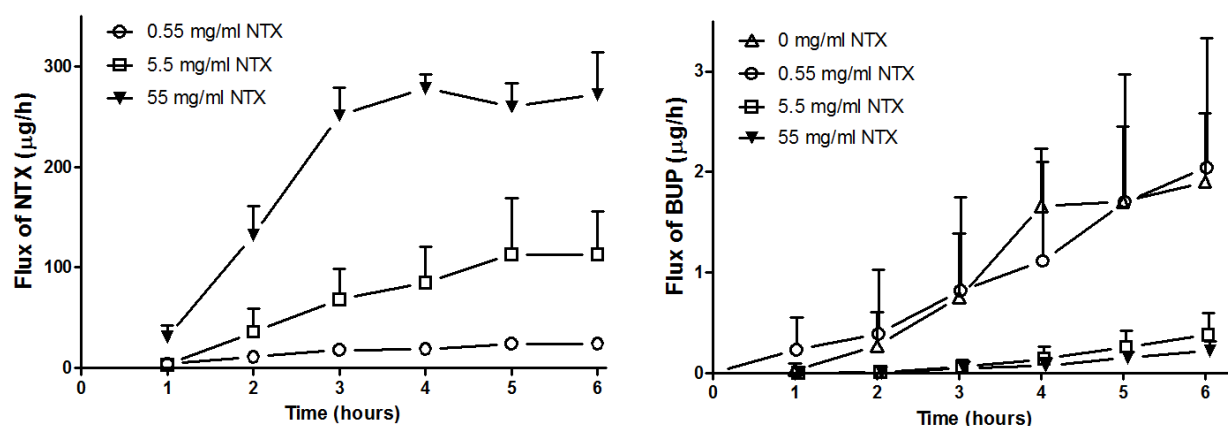 0.55 mg/ml NTX
5.5 mg/ml NTX
55 mg/ml NTX
Flux of NTX (μg/h)
300
200
100
0
0 1 2 3 4 5 6
Time (hours)
0 mg/ml NTX
0.55 mg/ml NTX
5.5 mg/ml NTX
55 mg/ml NTX
Flux of BUP (μg/h)
3
2
1
0
0 1 2 3 4 5 6
Time (hours)